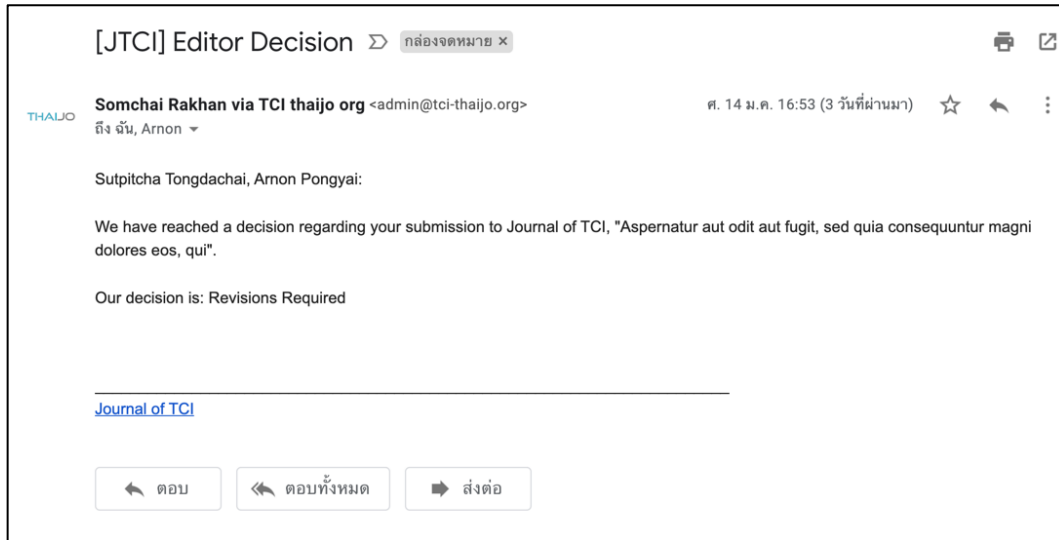 [JTCI] Editor Decision กล่องจดหมาย ×
THAIJO
Somchai Rakhan via TCI thaijo org <admin@tci-thaijo.org> ศ. 14 ม.ค. 16:53 (3 วันที่ผ่านมา)
ถึง ฉัน, Arnon
Sutpitcha Tongdachai, Arnon Pongyai:
We have reached a decision regarding your submission to Journal of TCI, "Aspernatur aut odit aut fugit, sed quia consequuntur magni
dolores eos, qui".
Our decision is: Revisions Required
Journal of TCI
ตอบ ตอบทั้งหมด ส่งต่อ